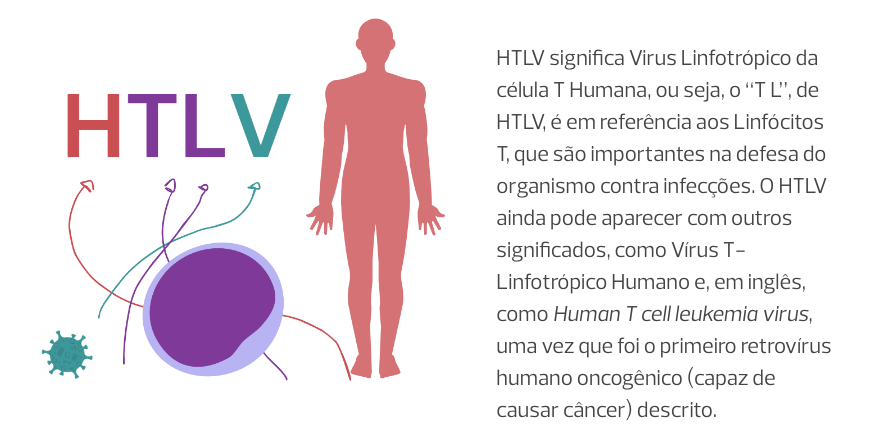 HTLV
HTLV significa Virus Linfotrópico da
célula T Humana, ou seja, o “T L”, de
HTLV, é em referência aos Linfócitos
T, que são importantes na defesa do
organismo contra infecções. O HTLV
ainda pode aparecer com outros
significados, como Vírus T-
Linfotrópico Humano e, em inglês,
como Human T cell leukemia virus,
uma vez que foi o primeiro retrovírus
humano oncogênico (capaz de
causar câncer) descrito.